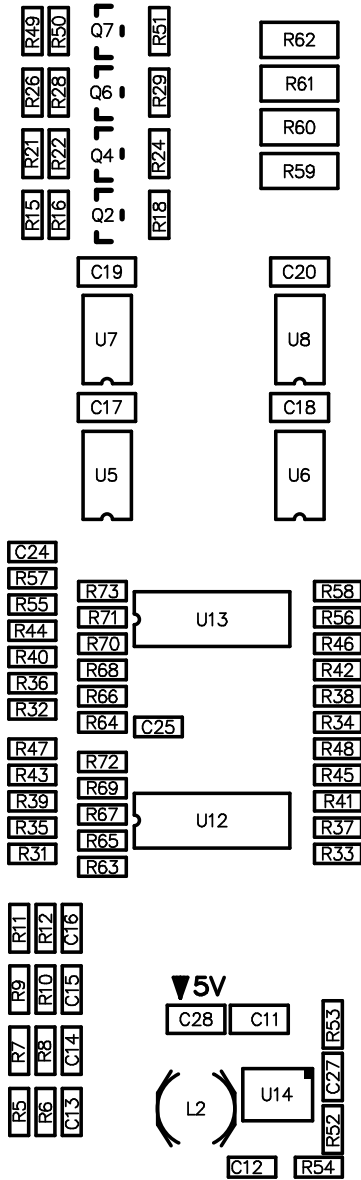 R49 R50 Q7 R51 R62
R26 R28 Q6 R29 R61
R21 R22 Q4 R24 R60
R59
R15 R16 Q2 R18
C19 C20
U7 U8
C17 C18
U5 U6
C24
R57
R73 R58
R55
R71 U13 R56
R44
R70 R46
R40
R68 R42
R36
R66 R38
R32
R64 C25 R34
R47 R48
R72
R43 R45
R69
R39 R41
R67 U12
R35 R37
R65
R31 R33
R63
R11 R12 C16
R9 R10 C15
5V
C28 C11 R53
R7 R8 C14
C27
U14
R5 R6 C13 L2
R52
C12 R54